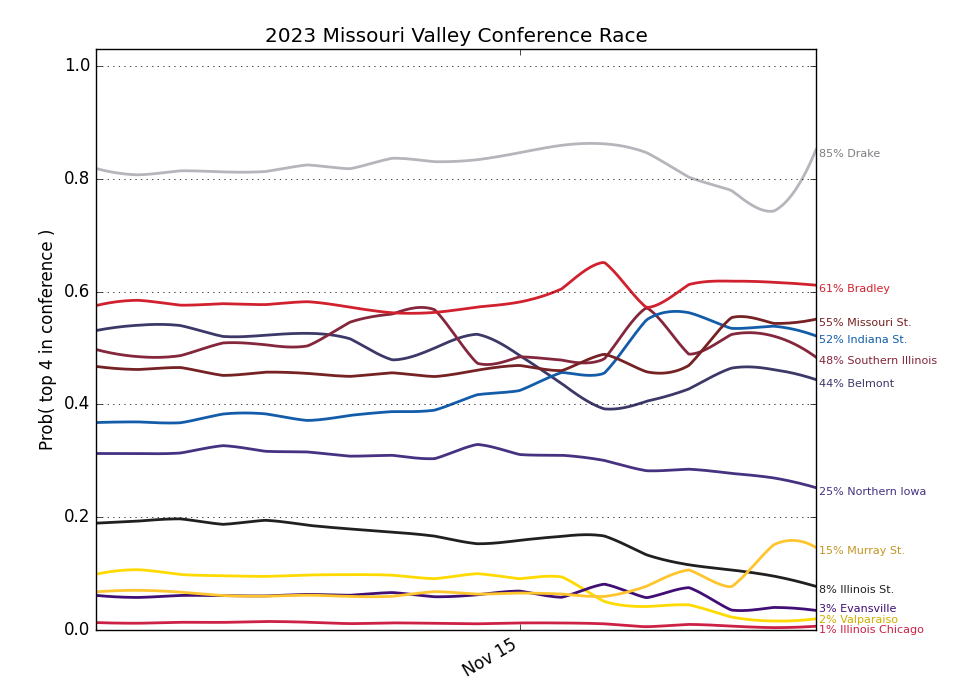 2023 Missouri Valley Conference Race
1.0
0.8
0.6
0.4
0.2
0.0
Prob( top 4 in conference )
Nov 15
85% Drake
61% Bradley
55% Missouri St.
52% Indiana St.
48% Southern Illinois
44% Belmont
25% Northern Iowa
15% Murray St.
8% Illinois St.
3% Evansville
2% Valparaiso
1% Illinois Chicago